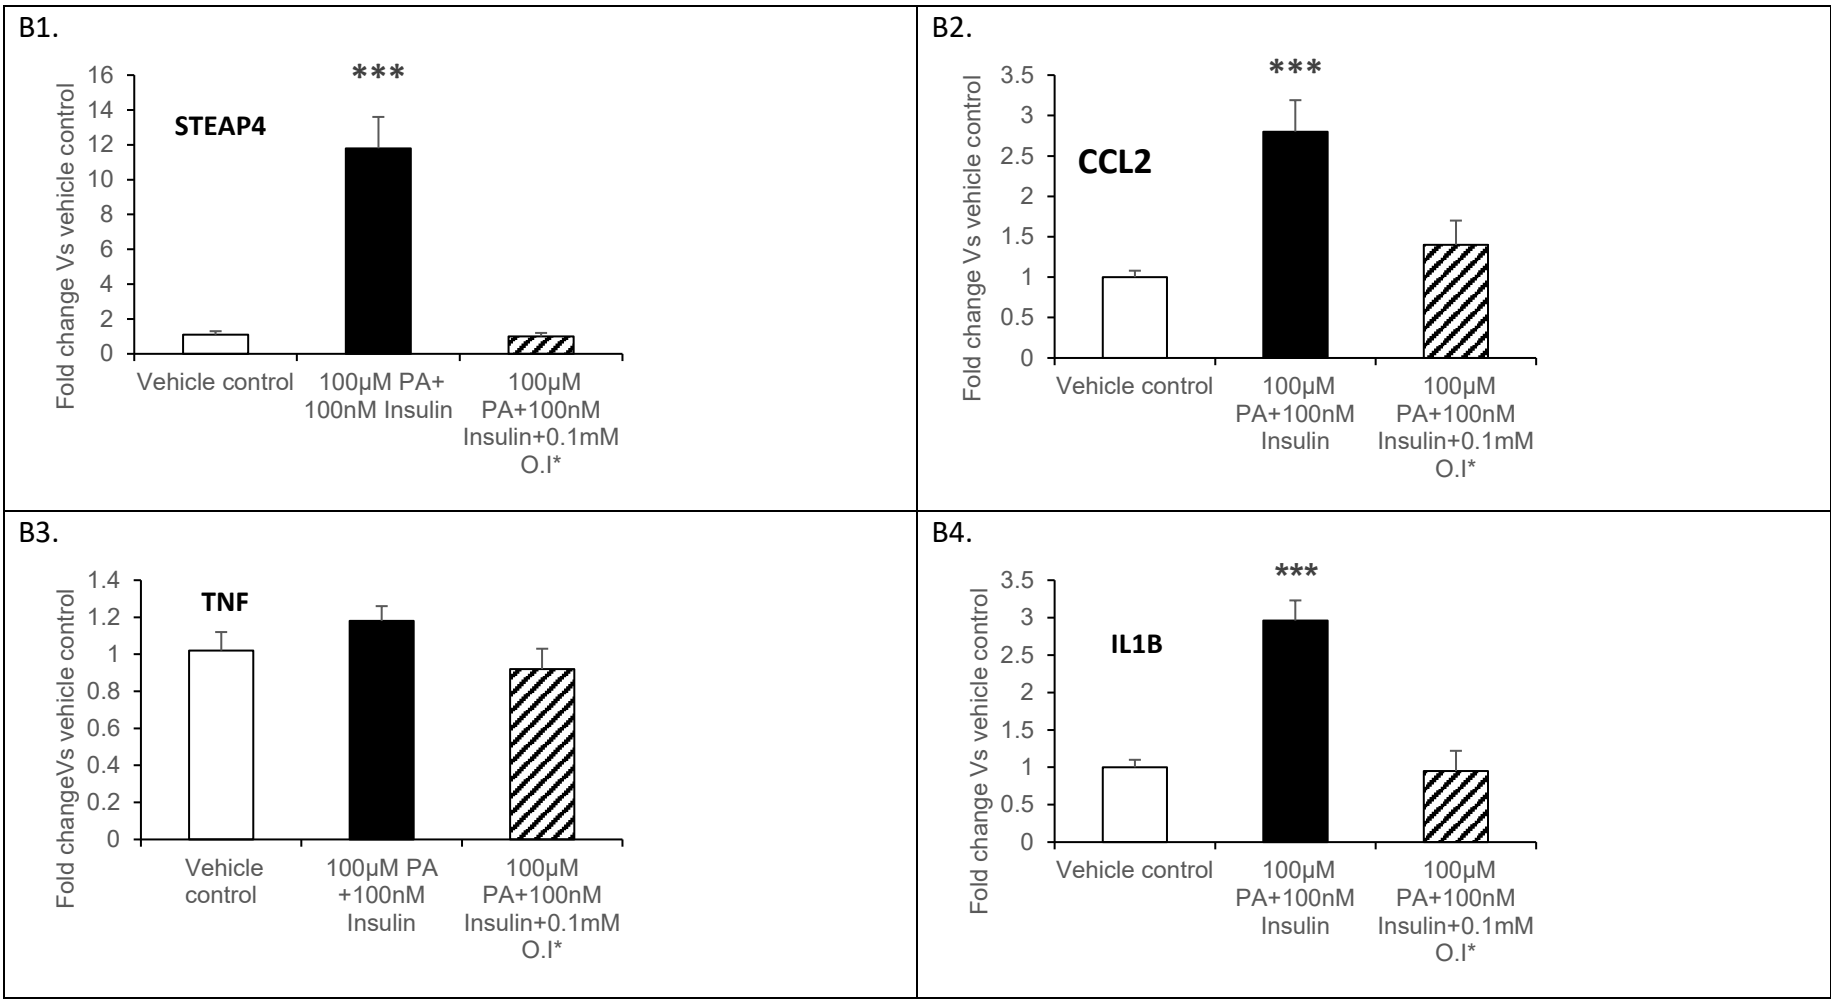 B1.
Fold change Vs vehicle control
16
14
12
10
8
6
4
2
0
***
STEAP4
Vehicle control
100µM PA+
100nM Insulin
100µM
PA+100nM
Insulin+0.1mM
O.I*
B2.
Fold change Vs vehicle control
3.5
3
2.5
2
1.5
1
0.5
0
***
CCL2
Vehicle control
100µM
PA+100nM
Insulin
100µM
PA+100nM
Insulin+0.1mM
O.I*
B3.
Fold changeVs vehicle control
1.4
1.2
1
0.8
0.6
0.4
0.2
0
TNF
Vehicle
control
100µM PA
+100nM
Insulin
100µM
PA+100nM
Insulin+0.1mM
O.I*
B4.
Fold change Vs vehicle control
3.5
3
2.5
2
1.5
1
0.5
0
***
IL1B
Vehicle control
100µM
PA+100nM
Insulin
100µM
PA+100nM
Insulin+0.1mM
O.I*